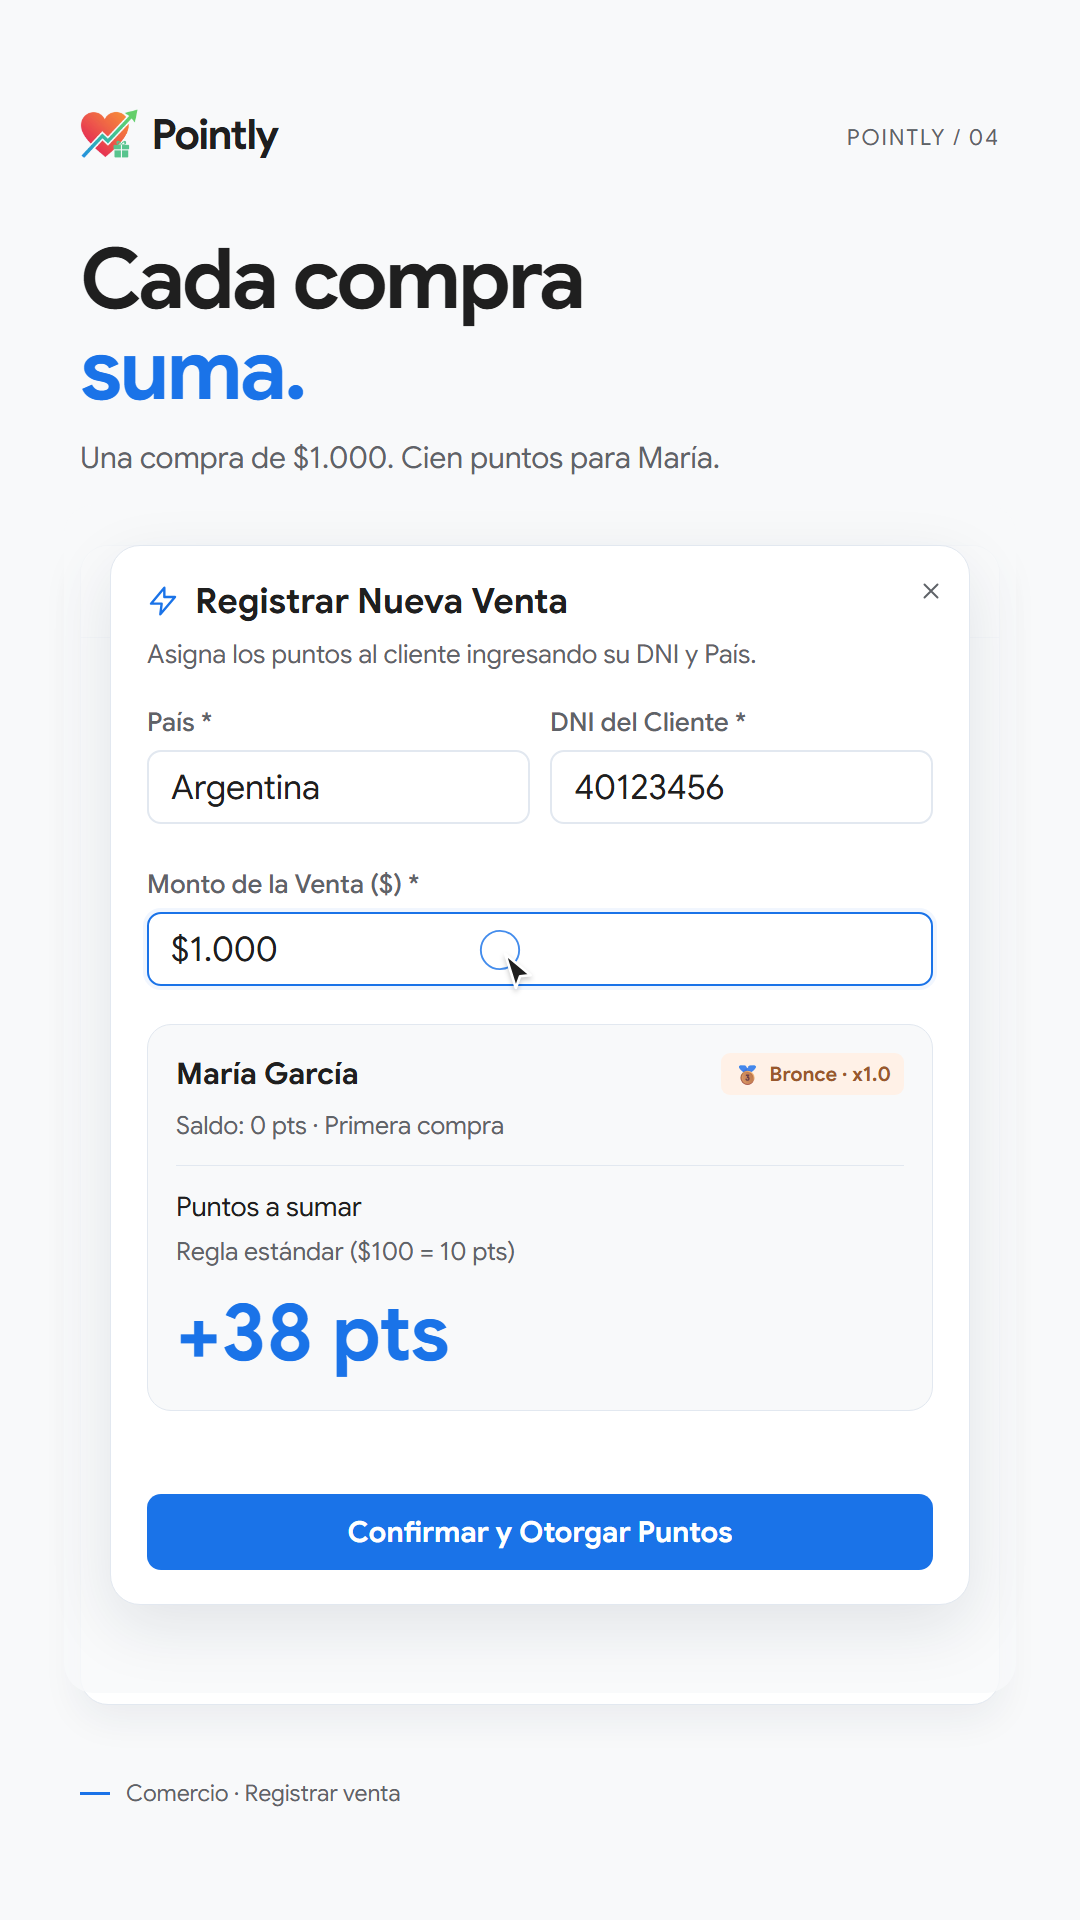 Pointly
POINTLY / 04
Cada compra
suma.
Una compra de $1.000. Cien puntos para María.
Registrar Nueva Venta
Asigna los puntos al cliente ingresando su DNI y País.
País *
DNI del Cliente *
Argentina
40123456
Monto de la Venta ($) *
$1.000
María García
Bronce · x1.0
Saldo: 0 pts · Primera compra
Puntos a sumar
Regla estándar ($100 = 10 pts)
+38 pts
Confirmar y Otorgar Puntos
Comercio · Registrar venta